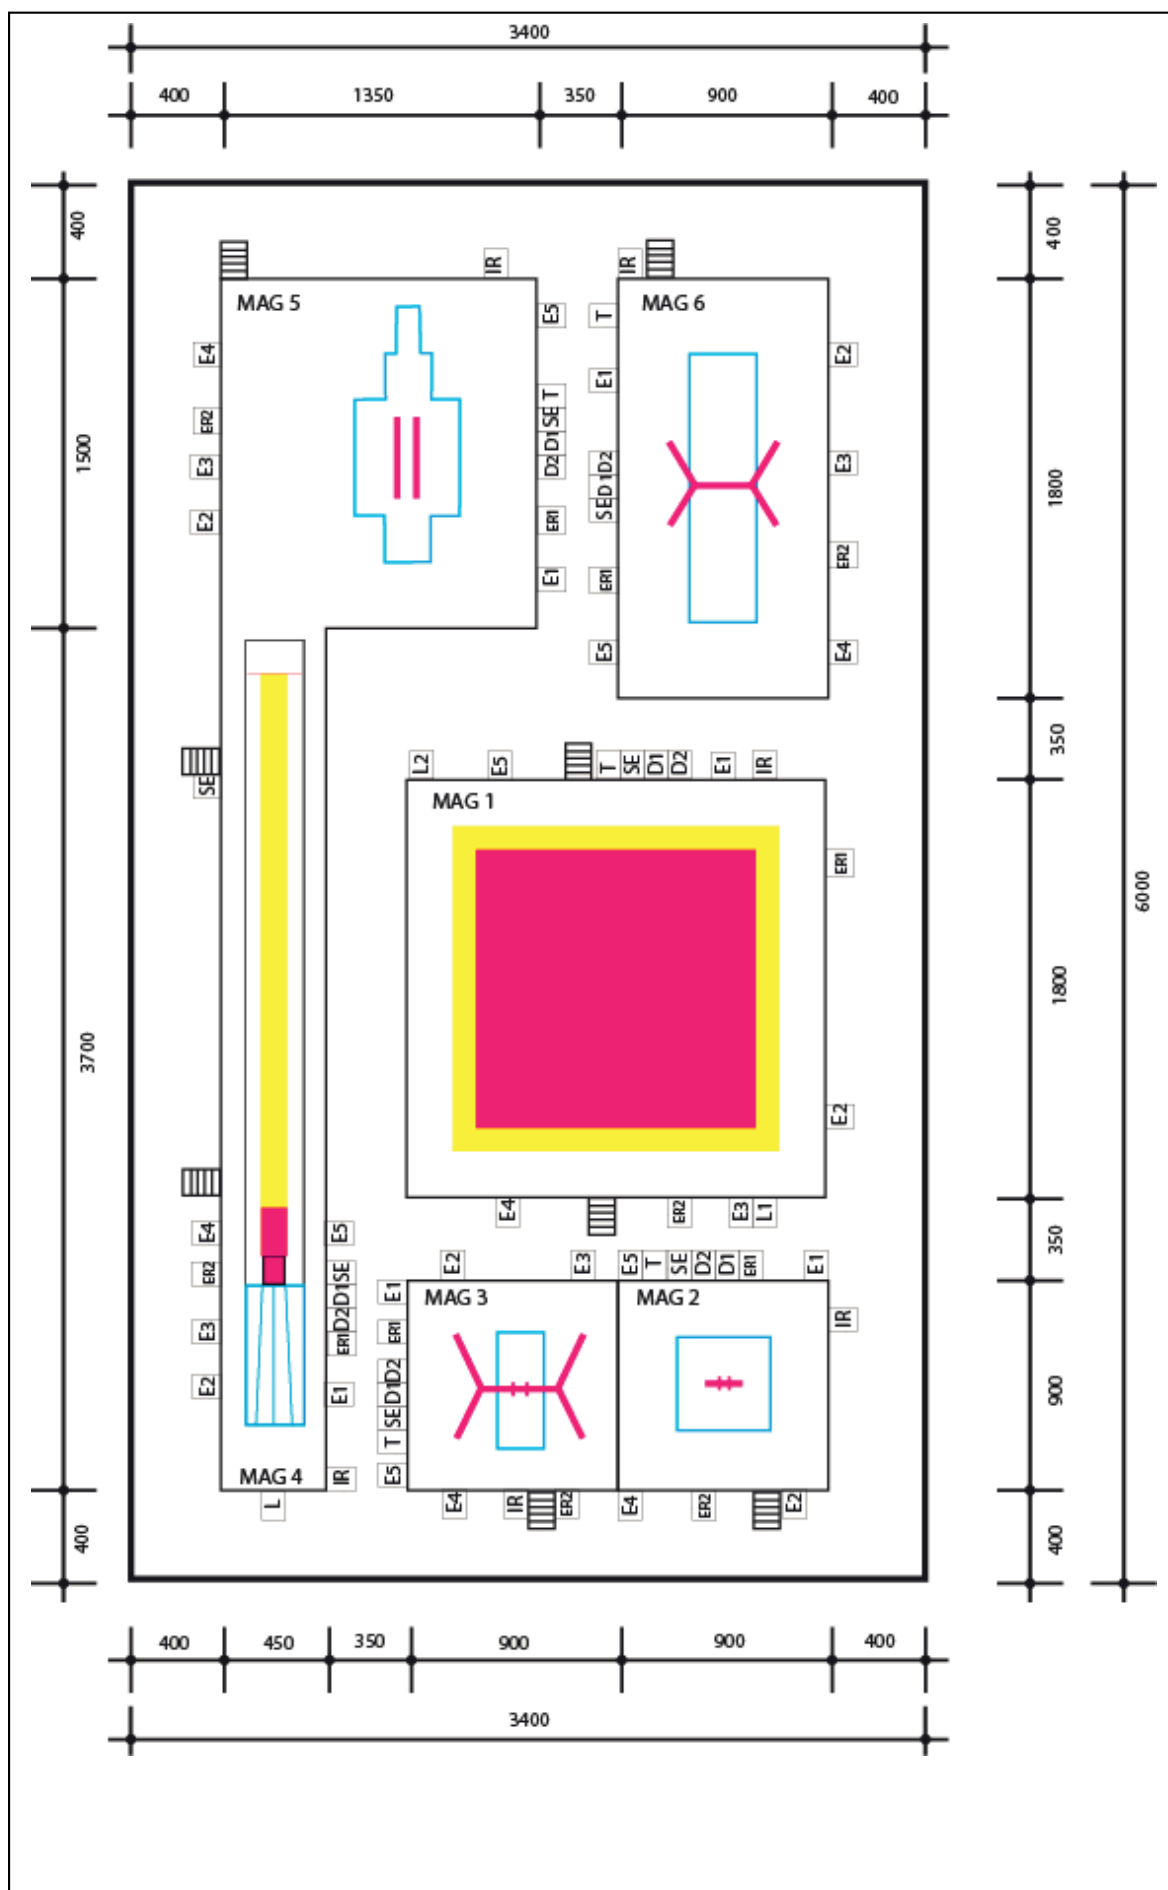 3400
400 1350 350 900 400
400
400
IR
IR
MAG 5
MAG 6
E5
T
E4
E2
E1
T
ER2
SE
D1
E3
D2
D2
E3
1500
D1
1800
SE
E2
ER1
ER2
E1
ER1
E5
E4
350
L2 E5 T SE D1 D2 E1 IR
SE
MAG 1
ER1
6000
1800
3700
E2
E4 ER2 E3 L1
E4
E5
350
E2 E3 E5 T SE D2 D1 ER1 E1
ER2
SE
D1
E1
MAG 3
MAG 2
D2
IR
E3
ER1
ER1
D2
E2
E1
D1
900
SE
T
MAG 4
IR
E5
L
E4 IR ER2 E4 ER2 E2
400
400
400 450 350 900 900 400
3400